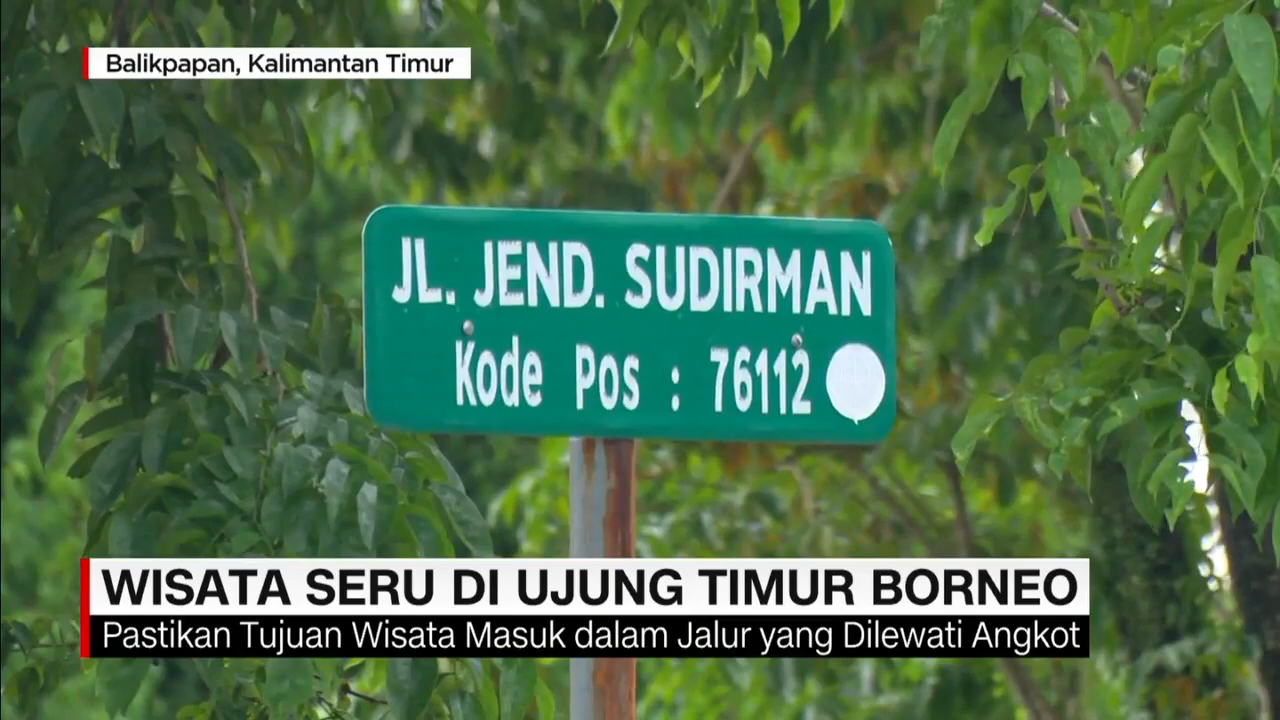 Balikpapan, Kalimantan Timur
JL. JEND. SUDIRMAN
Kode Pos : 76112
WISATA SERU DI UJUNG TIMUR BORNEO
Pastikan Tujuan Wisata Masuk dalam Jalur yang Dilewati Angkot